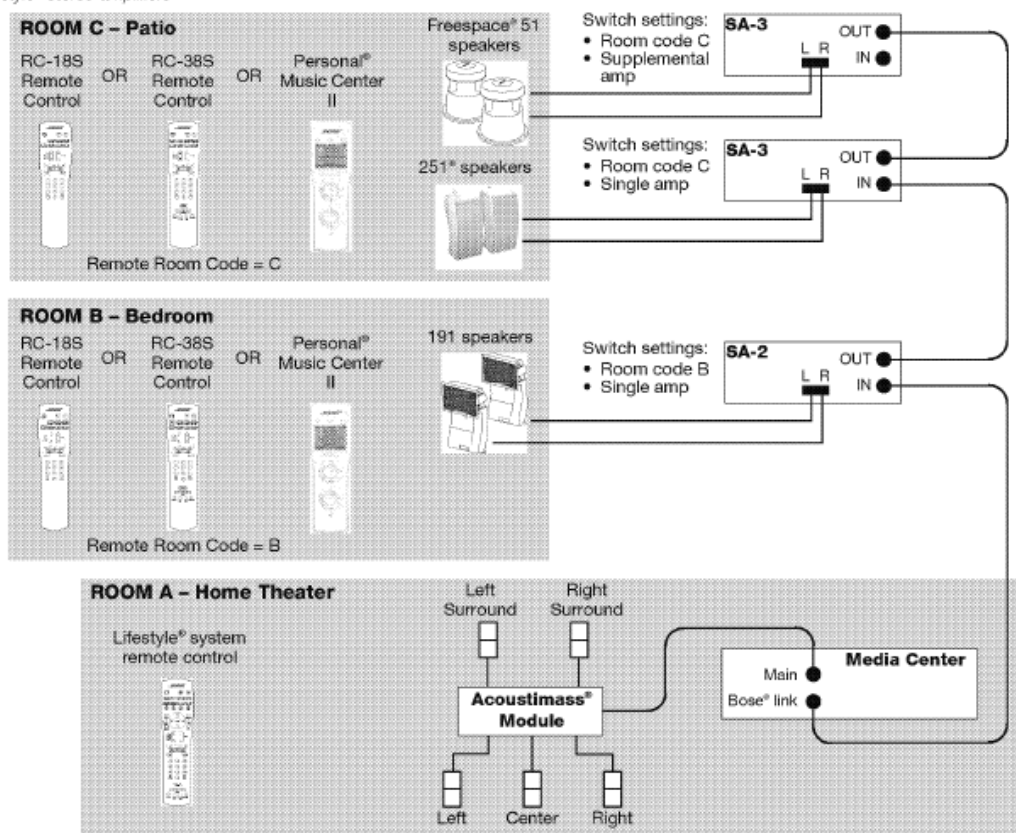 ROOM C – Patio
RC-18S
Remote
Control
OR
RC-38S
Remote
Control
OR
Personal®
Music Center
II
Freespace® 51
speakers
251® speakers
Remote Room Code = C
Switch settings:
• Room code C
• Supplemental
amp
SA-3
L R
OUT
IN
Switch settings:
• Room code C
• Single amp
SA-3
L R
OUT
IN
ROOM B – Bedroom
RC-18S
Remote
Control
OR
RC-38S
Remote
Control
OR
Personal®
Music Center
II
191 speakers
Remote Room Code = B
Switch settings:
• Room code B
• Single amp
SA-2
L R
OUT
IN
ROOM A – Home Theater
Lifestyle® system
remote control
Left
Surround
Right
Surround
Acoustimass®
Module
Left
Center
Right
Media Center
Main
Bose® link